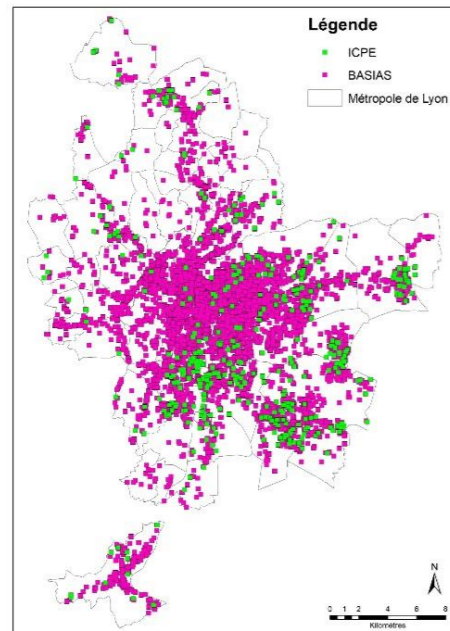 Légende
ICPE
BASIAS
Métropole de Lyon
N
0 1 2 4 6 8
Kilomètres